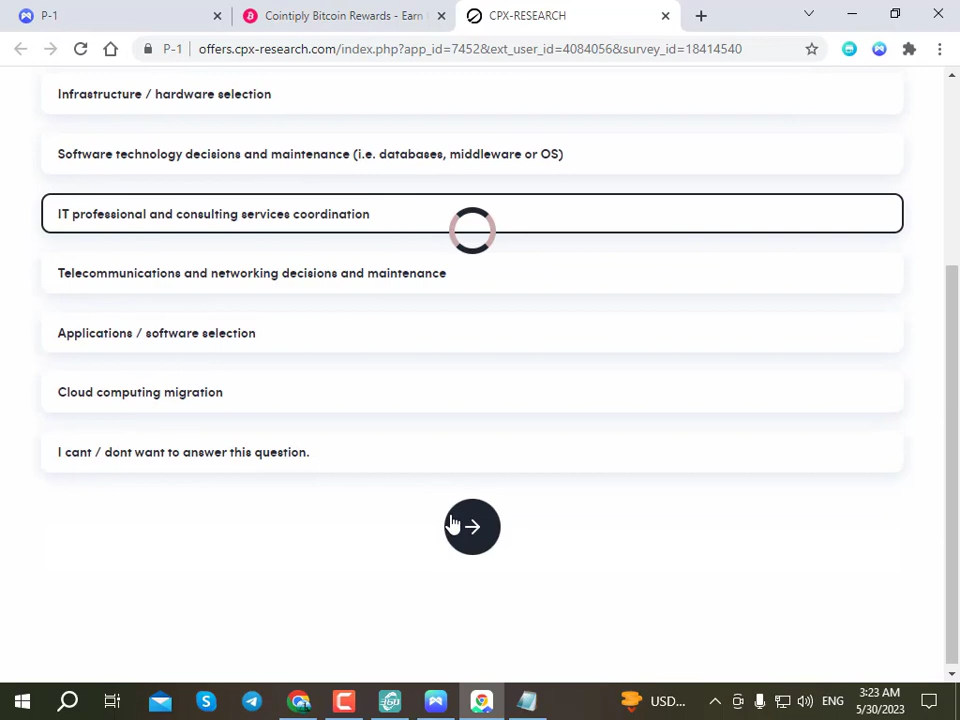 P-1
Cointiply Bitcoin Rewards - Earn
CPX-RESEARCH
P-1
offers.cpx-research.com/index.php?app_id=7452&ext_user_id=4084056&survey_id=18414540
Infrastructure / hardware selection
Software technology decisions and maintenance (i.e. databases, middleware or OS)
IT professional and consulting services coordination
Telecommunications and networking decisions and maintenance
Applications / software selection
Cloud computing migration
I cant / dont want to answer this question.
USD...
ENG
3:23 AM
5/30/2023